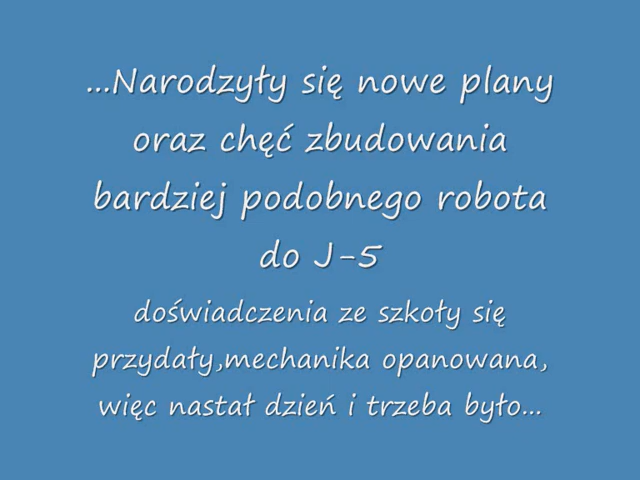 ...Narodzyły się nowe plany
oraz chęć zbudowania
bardziej podobnego robota
do J-5
doświadczenia ze szkoły się
przydały,mechanika opanowana,
więc nastał dzień i trzeba było...